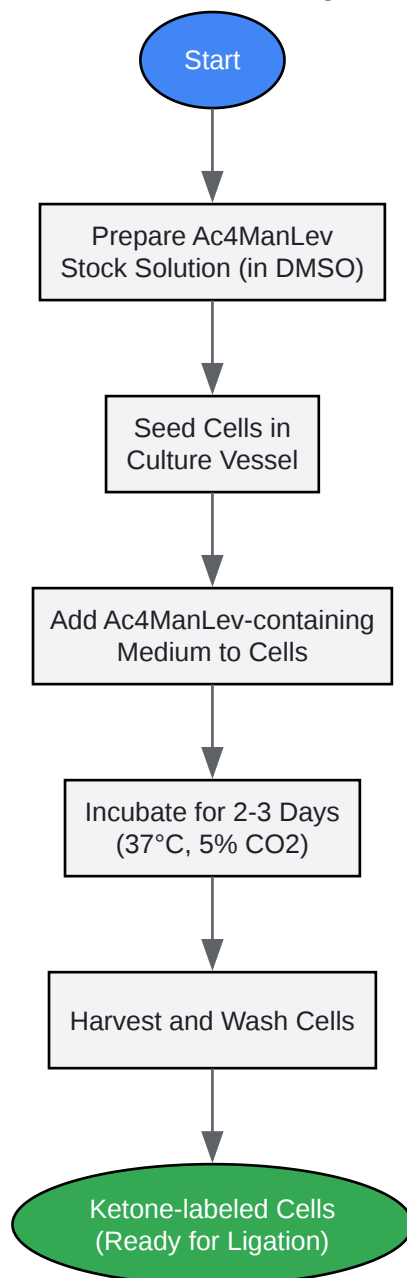 Start
Prepare Ac4ManLev
Stock Solution (in DMSO)
Seed Cells in
Culture Vessel
Add Ac4ManLev-containing
Medium to Cells
Incubate for 2-3 Days
(37°C, 5% CO2)
Harvest and Wash Cells
Ketone-labeled Cells
(Ready for Ligation)